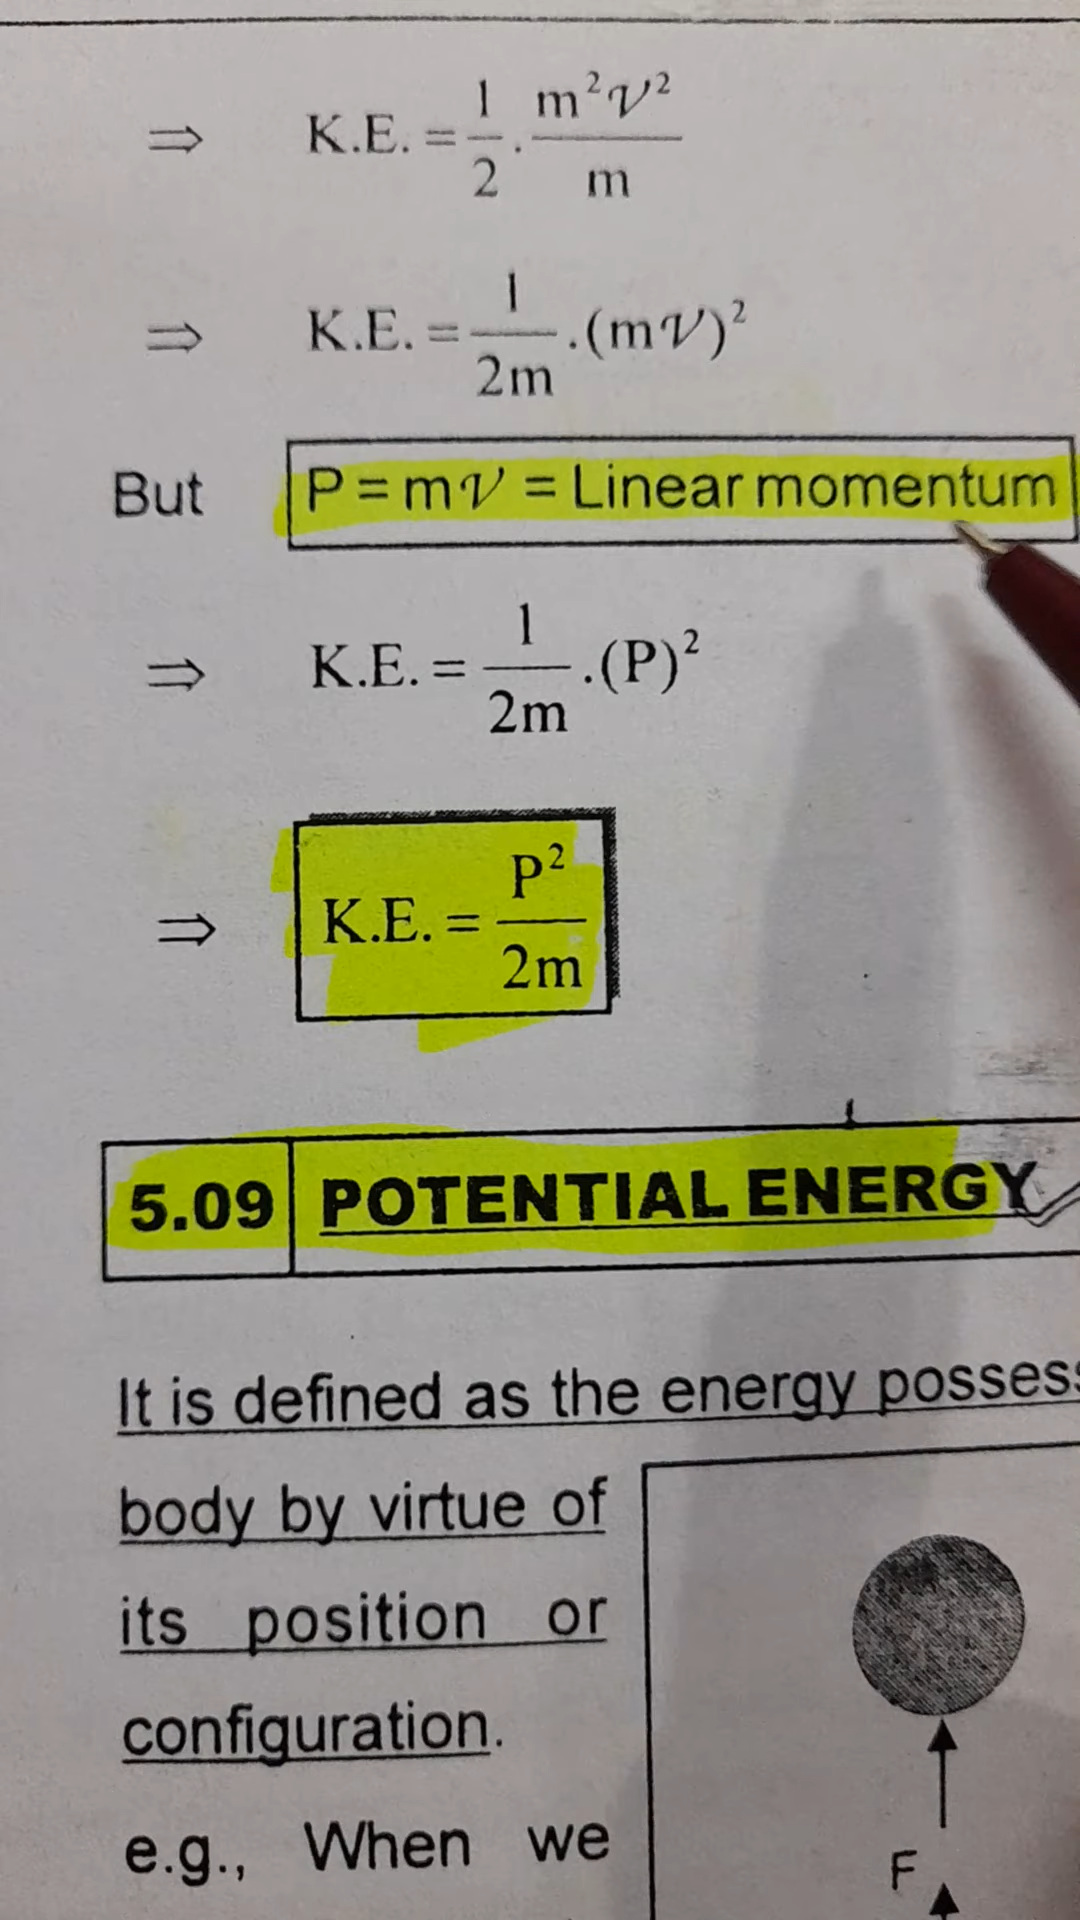 ⇒ K.E. = 1/2 . m²V²/m
⇒ K.E. = 1/2m .(mV)²
But P = mV = Linear momentum
⇒ K.E. = 1/2m .(P)²
⇒ K.E. = P²/2m
5.09 POTENTIAL ENERGY
It is defined as the energy
body by virtue of
its position or
configuration.
e.g., When we
F